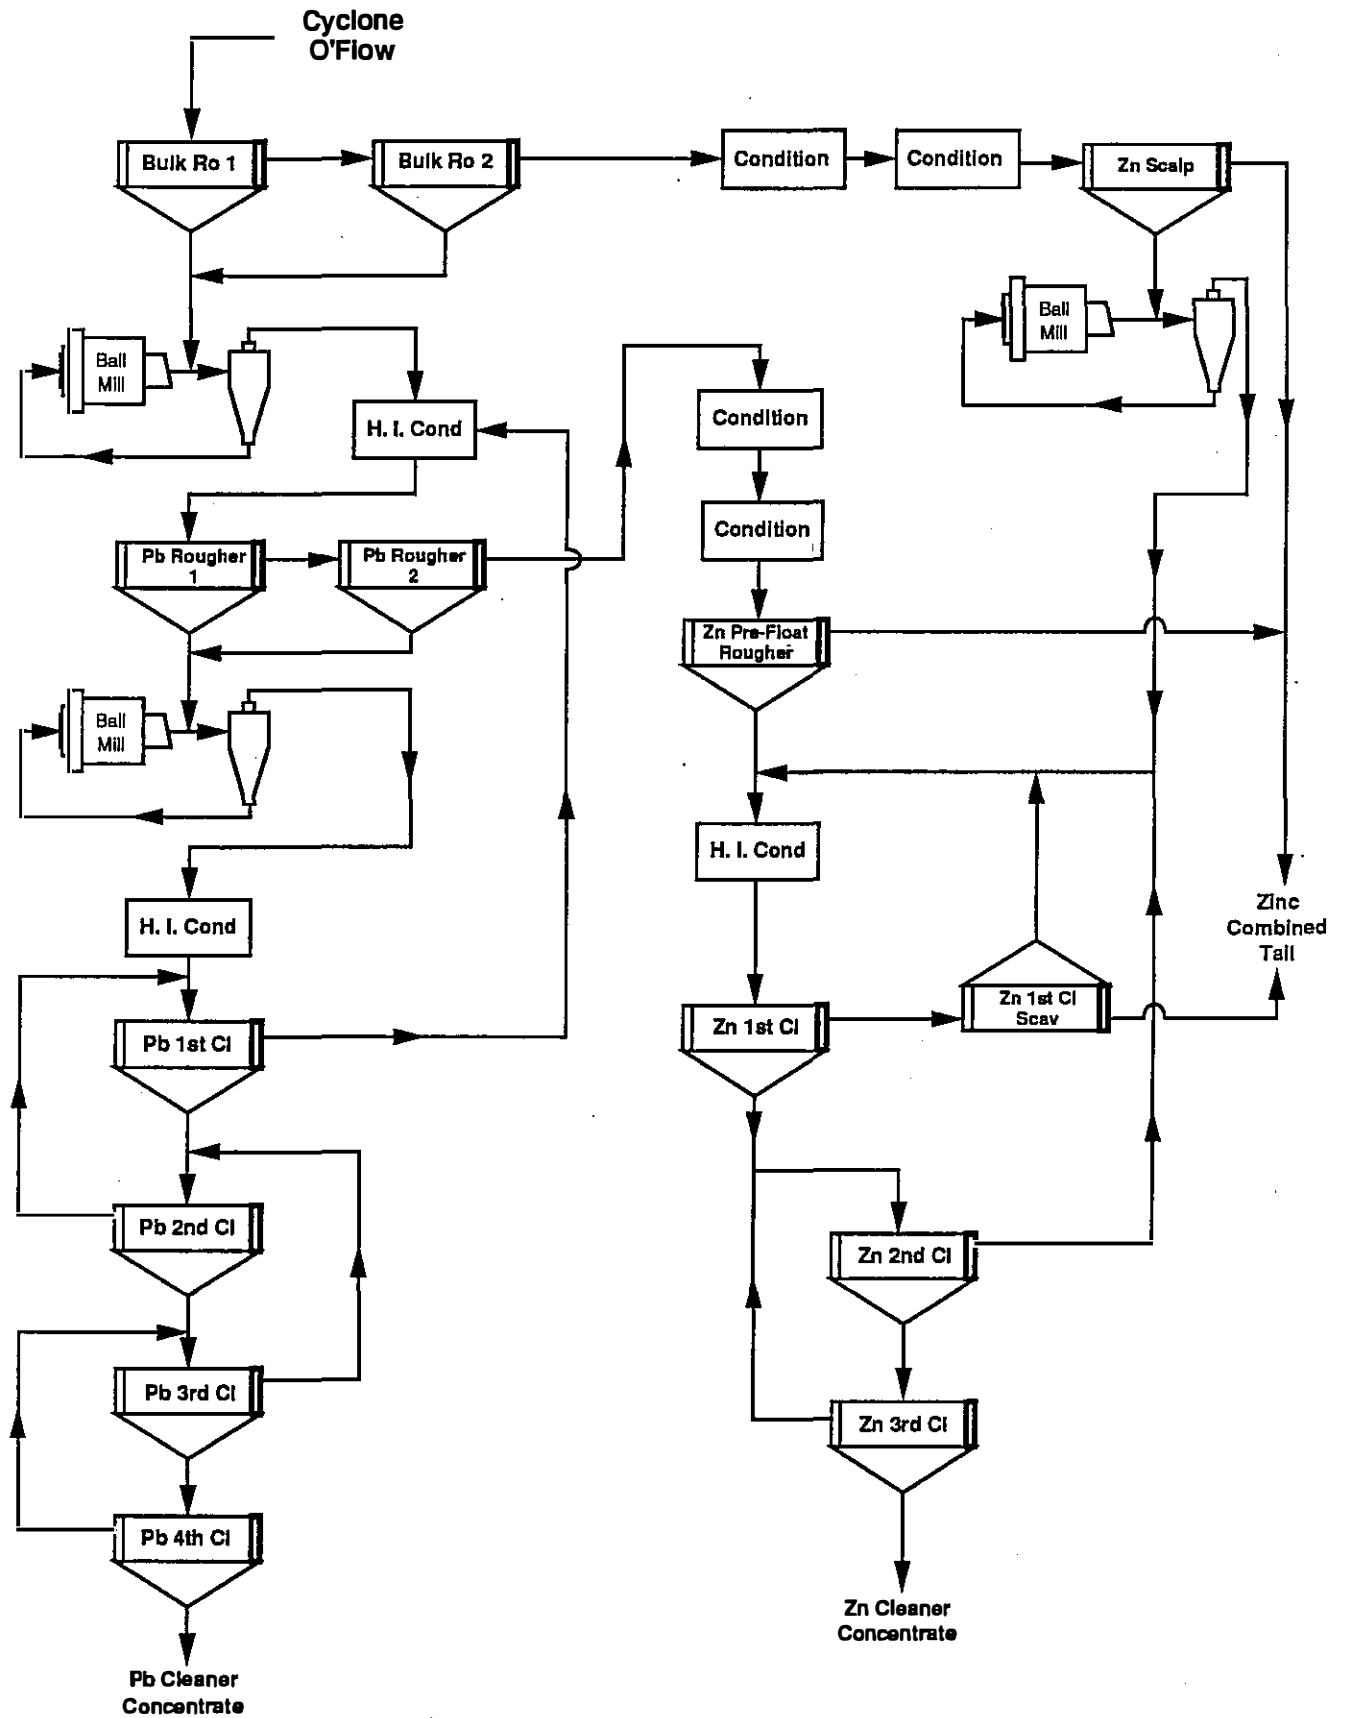 Cyclone
O'Flow
Bulk Ro 1
Bulk Ro 2
Condition
Condition
Zn Scalp
Ball
Mill
Ball
Mill
H. I. Cond
Condition
Condition
Pb Rougher
1
Pb Rougher
2
Zn Pre-Float
Rougher
Ball
Mill
H. I. Cond
H. I. Cond
Zinc
Combined
Tail
Pb 1st Cl
Zn 1st Cl
Zn 1st Cl
Scav
Pb 2nd Cl
Zn 2nd Cl
Pb 3rd Cl
Zn 3rd Cl
Pb 4th Cl
Zn Cleaner
Concentrate
Pb Cleaner
Concentrate